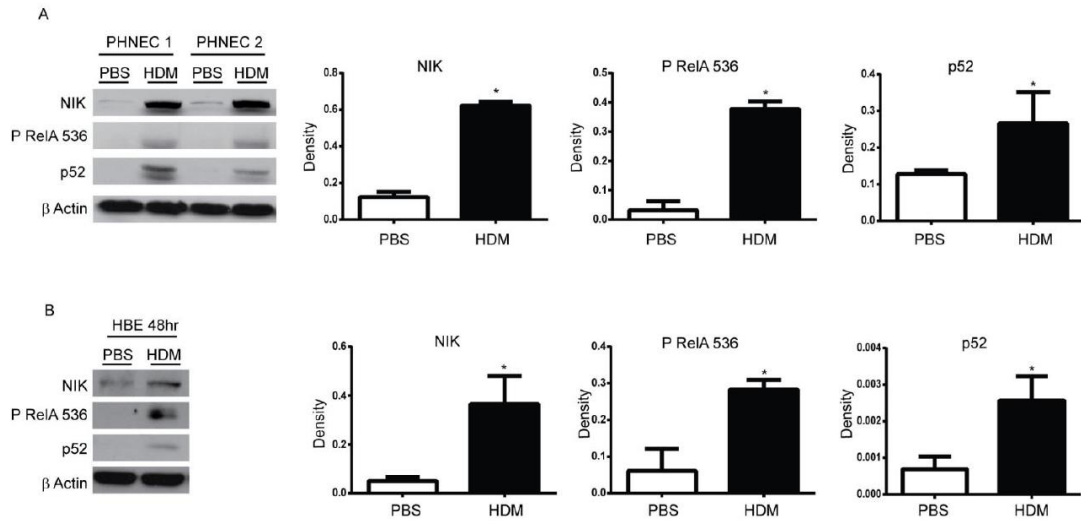 A
PHNEC 1 PHNEC 2
PBS HDM PBS HDM
NIK
P RelA 536
p52
β Actin
NIK
Density
0.8
0.6
0.4
0.2
0.0
*
PBS HDM
P RelA 536
Density
0.5
0.4
0.3
0.2
0.1
0.0
*
PBS HDM
p52
Density
0.4
0.3
0.2
0.1
0.0
*
PBS HDM
B
HBE 48hr
PBS HDM
NIK
P RelA 536
p52
β Actin
NIK
Density
0.6
0.4
0.2
0.0
*
PBS HDM
P RelA 536
Density
0.4
0.3
0.2
0.1
0.0
*
PBS HDM
p52
Density
0.004
0.003
0.002
0.001
0.000
*
PBS HDM